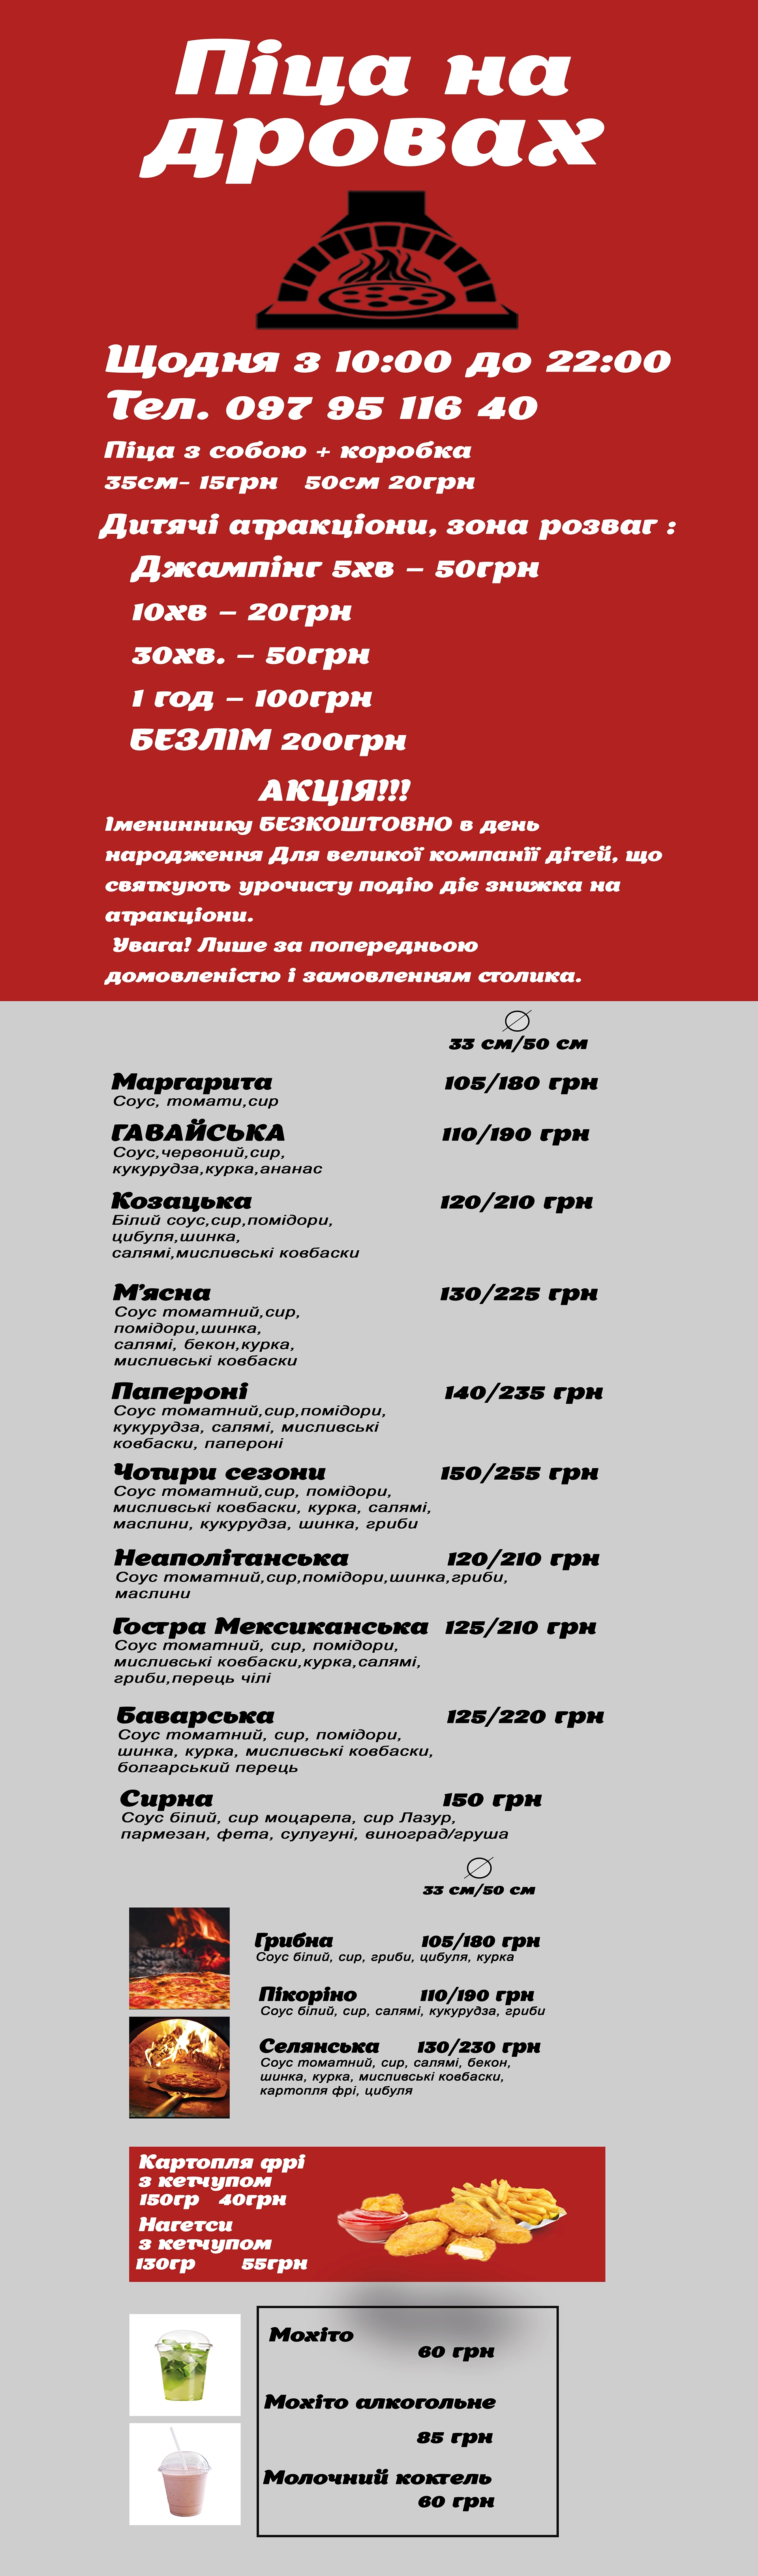 Піца на
дровах
Щодня з 10:00 до 22:00
Тел. 097 95 116 40
Піца з собою + коробка
35см- 15грн 50см 20грн
Дитячі атракціони, зона розваг :
Джампінг 5хв – 50грн
10хв – 20грн
30хв. – 50грн
1 год – 100грн
БЕЗЛІМ 200грн
АКЦІЯ!!!
Імениннику БЕЗКОШТОВНО в день
народження Для великої компанії дітей, що
святкують урочисту подію діє знижка на
атракціони.
Увага! Лише за попередньою
домовленістю і замовленням столика.
33 см/50 см
Маргарита 105/180 грн
Соус, томати,сир
ГАВАЙСЬКА 110/190 грн
Соус,червоний,сир,
кукурудза,курка,ананас
Козацька 120/210 грн
Білий соус,сир,помідори,
цибуля,шинка,
салямі,мисливські ковбаски
М'ясна 130/225 грн
Соус томатний,сир,
помідори,шинка,
салямі, бекон,курка,
мисливські ковбаски
Папероні 140/235 грн
Соус томатний,сир,помідори,
кукурудза, салямі, мисливські
ковбаски, папероні
Чотири сезони 150/255 грн
Соус томатний,сир, помідори,
мисливські ковбаски, курка, салямі,
маслини, кукурудза, шинка, гриби
Неаполітанська 120/210 грн
Соус томатний,сир,помідори,шинка,гриби,
маслини
Гостра Мексиканська 125/210 грн
Соус томатний, сир, помідори,
мисливські ковбаски,курка,салямі,
гриби,перець чілі
Баварська 125/220 грн
Соус томатний, сир, помідори,
шинка, курка, мисливські ковбаски,
болгарський перець
Сирна 150 грн
Соус білий, сир моцарела, сир Лазур,
пармезан, фета, сулугуні, виноград/груша
33 см/50 см
Грибна 105/180 грн
Соус білий, сир, гриби, цибуля, курка
Пікоріно 110/190 грн
Соус білий, сир, салямі, кукурудза, гриби
Селянська 130/230 грн
Соус томатний, сир, салямі, бекон,
шинка, курка, мисливські ковбаски,
картопля фрі, цибуля
Картопля фрі
з кетчупом
150гр 40грн
Нагетси
з кетчупом
130гр 55грн
Мохіто
60 грн
Мохіто алкогольне
85 грн
Молочний коктель
60 грн